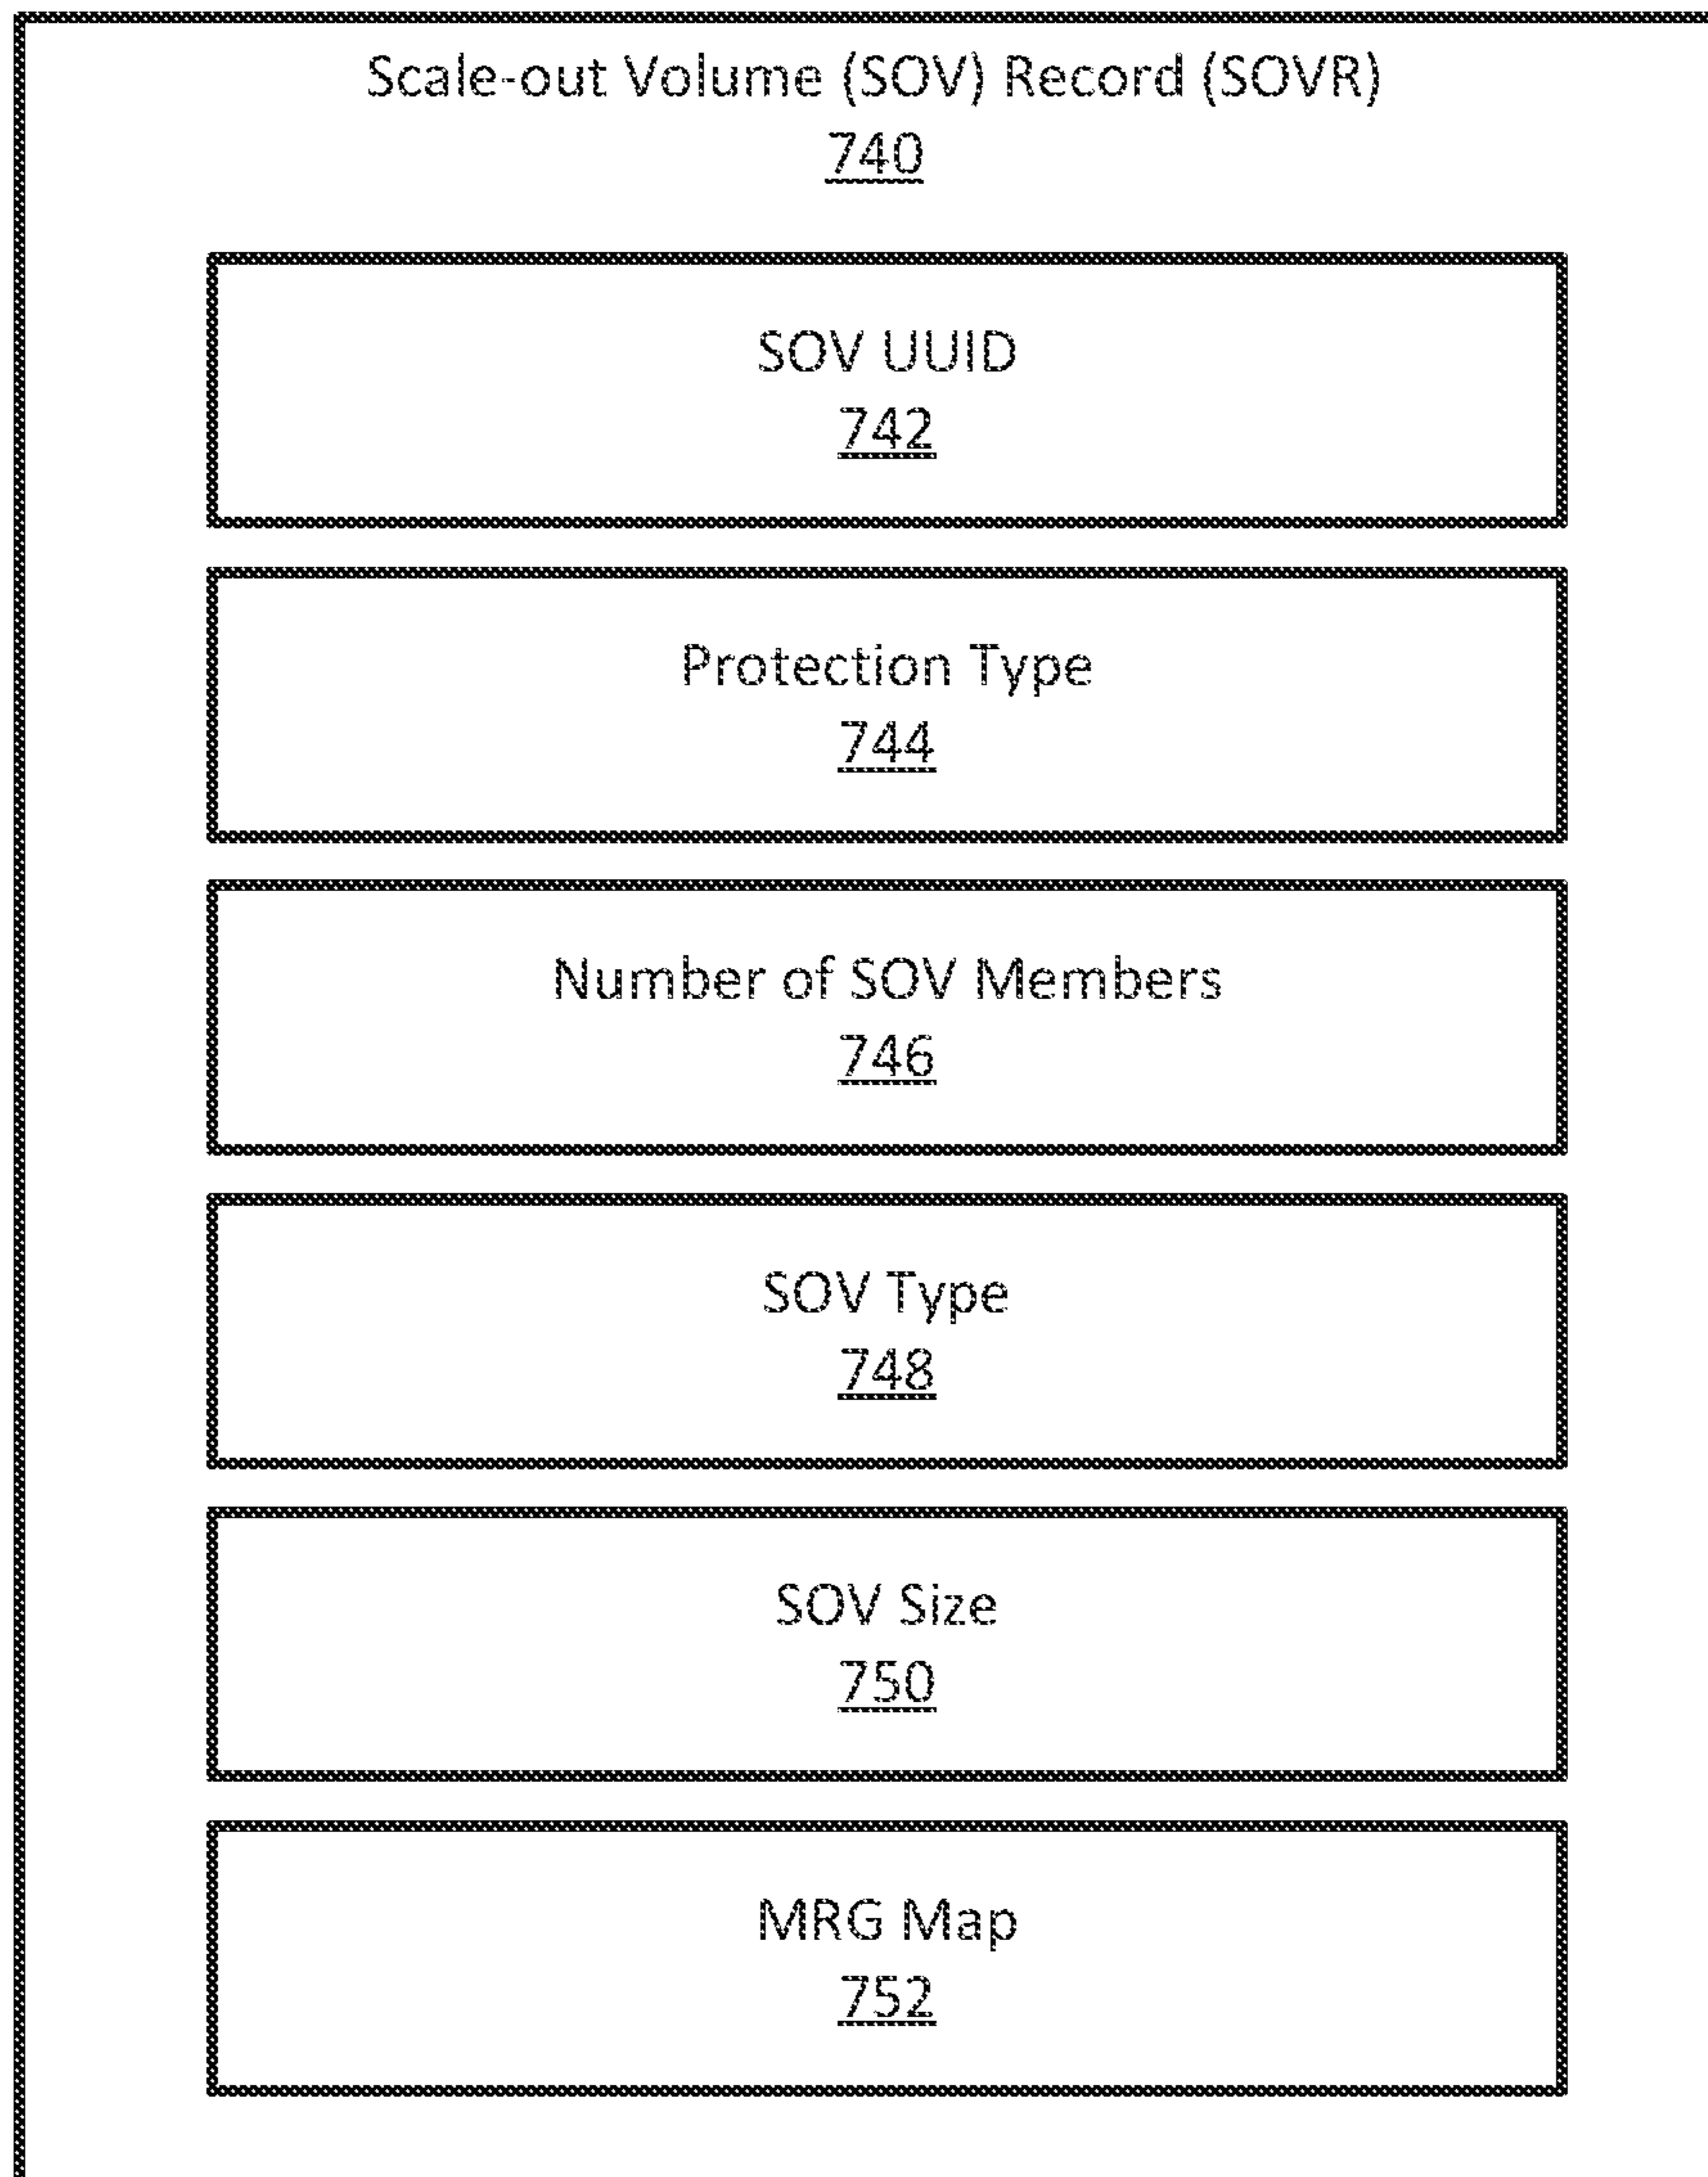 Scale-out Volume (SOV) Record (SOVR)
740
SOV UUID
742
Protection Type
744
Number of SOV Members
746
SOV Type
748
SOV Size
750
MRG Map
752